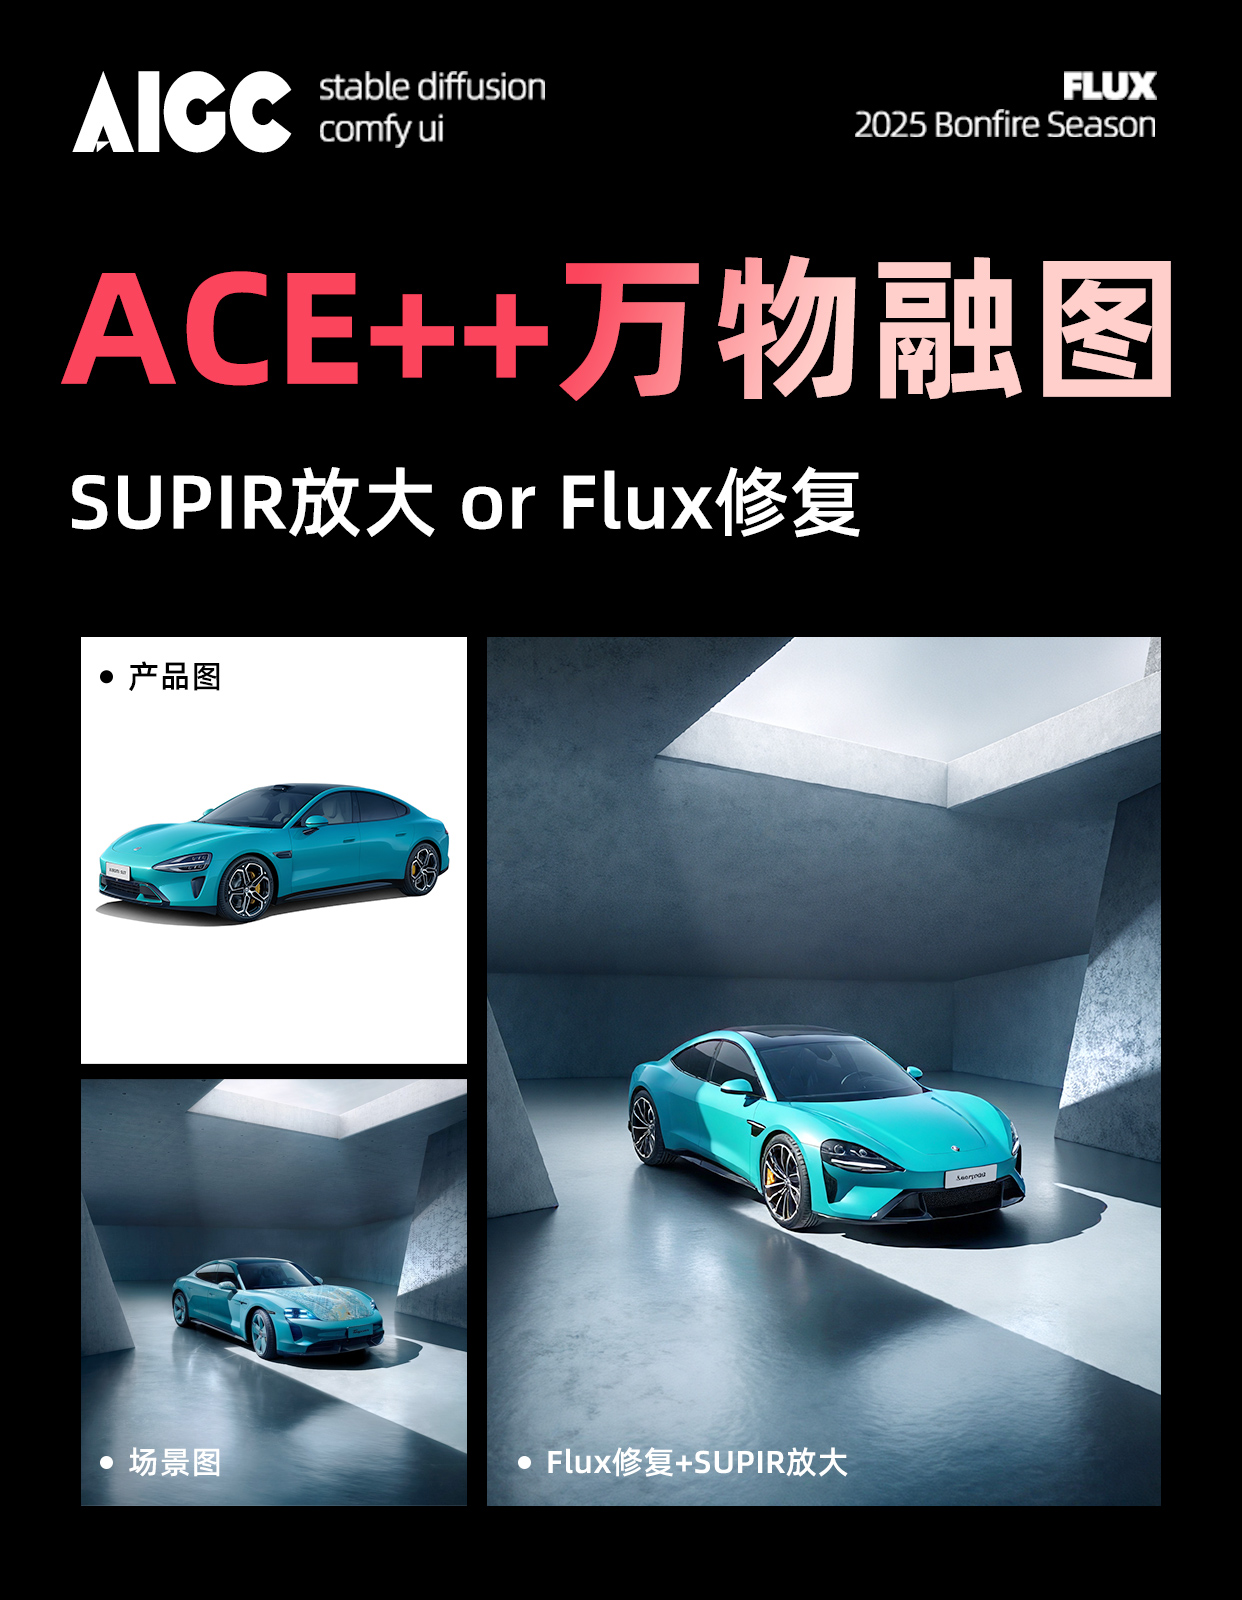 AIGC
stable diffusion
comfy ui
FLUX
2025 Bonfire Season
ACE++万物融图
SUPIR放大 or Flux修复
产品图
场景图
Flux修复+SUPIR放大